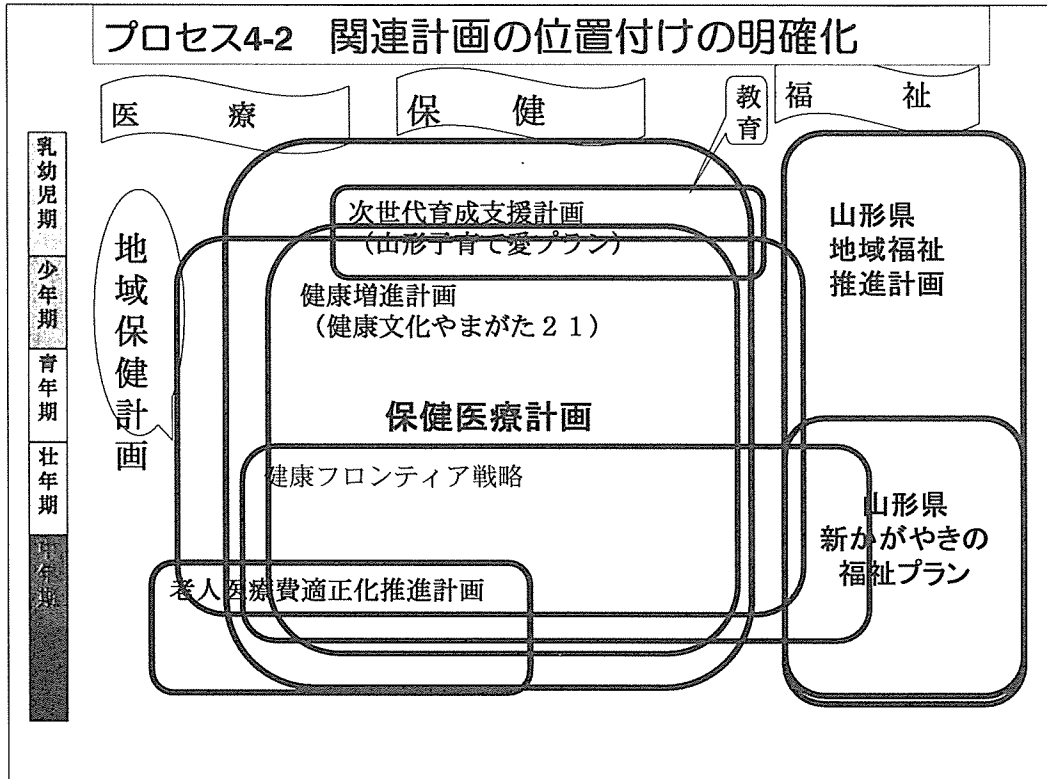 プロセス4-2 関連計画の位置付けの明確化
医 療
保 健
教育
福 祉
乳幼児期
少年期
青年期
壮年期
中年期
地域保健計画
次世代育成支援計画
(山形子育て愛プラン)
健康増進計画
(健康文化やまがた21)
保健医療計画
健康フロンティア戦略
老人医療費適正化推進計画
山形県
地域福祉
推進計画
山形県
新かがやきの
福祉プラン